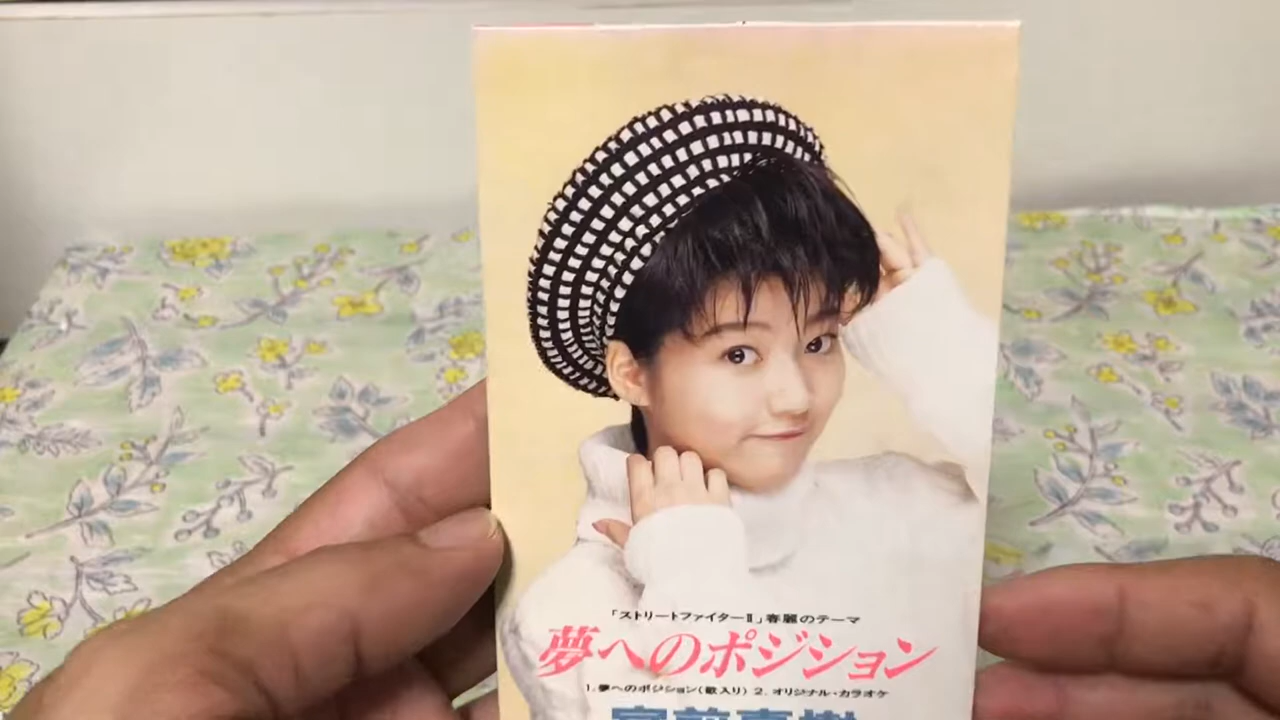 「ストリートファイターⅡ」春麗のテーマ
夢へのポジション
1.夢へのポジション(歌入り) 2.オリジナル・カラオケ